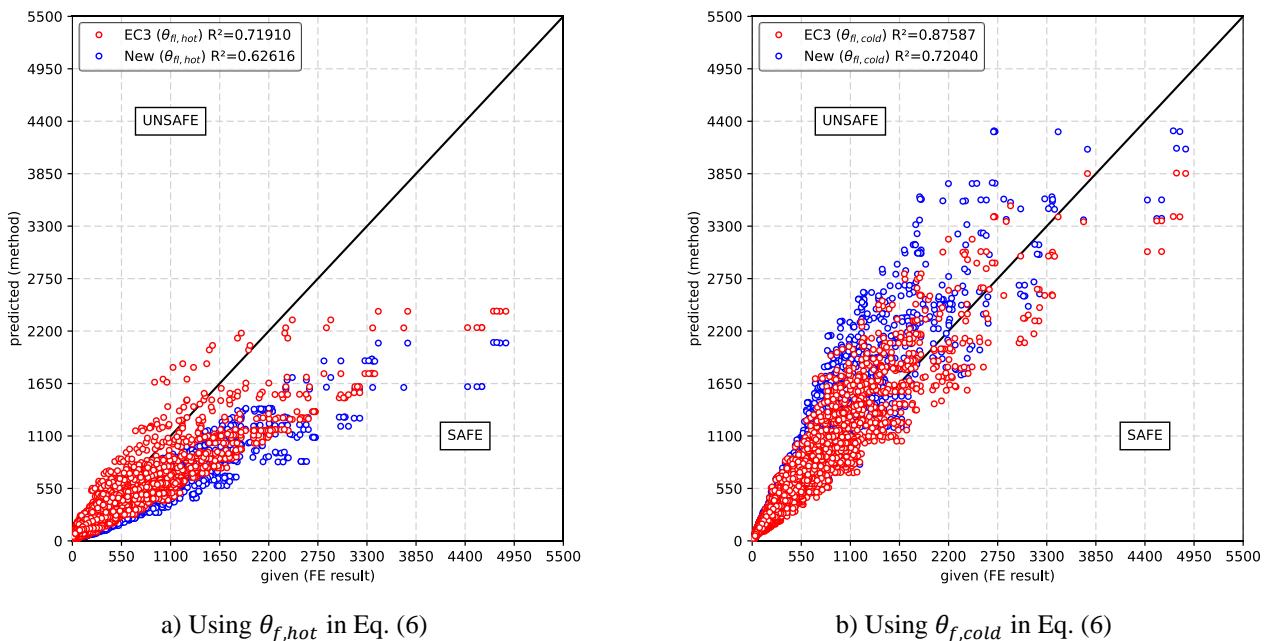 5500
4950
4400
3850
3300
2750
2200
1650
1100
550
0
predicted (method)
EC3 (θfl,hot) R²=0.71910
New (θfl,hot) R²=0.62616
UNSAFE
SAFE
0 550 1100 1650 2200 2750 3300 3850 4400 4950 5500
given (FE result)
a) Using θf,hot in Eq. (6)
5500
4950
4400
3850
3300
2750
2200
1650
1100
550
0
predicted (method)
EC3 (θfl,cold) R²=0.87587
New (θfl,cold) R²=0.72040
UNSAFE
SAFE
0 550 1100 1650 2200 2750 3300 3850 4400 4950 5500
given (FE result)
b) Using θf,cold in Eq. (6)